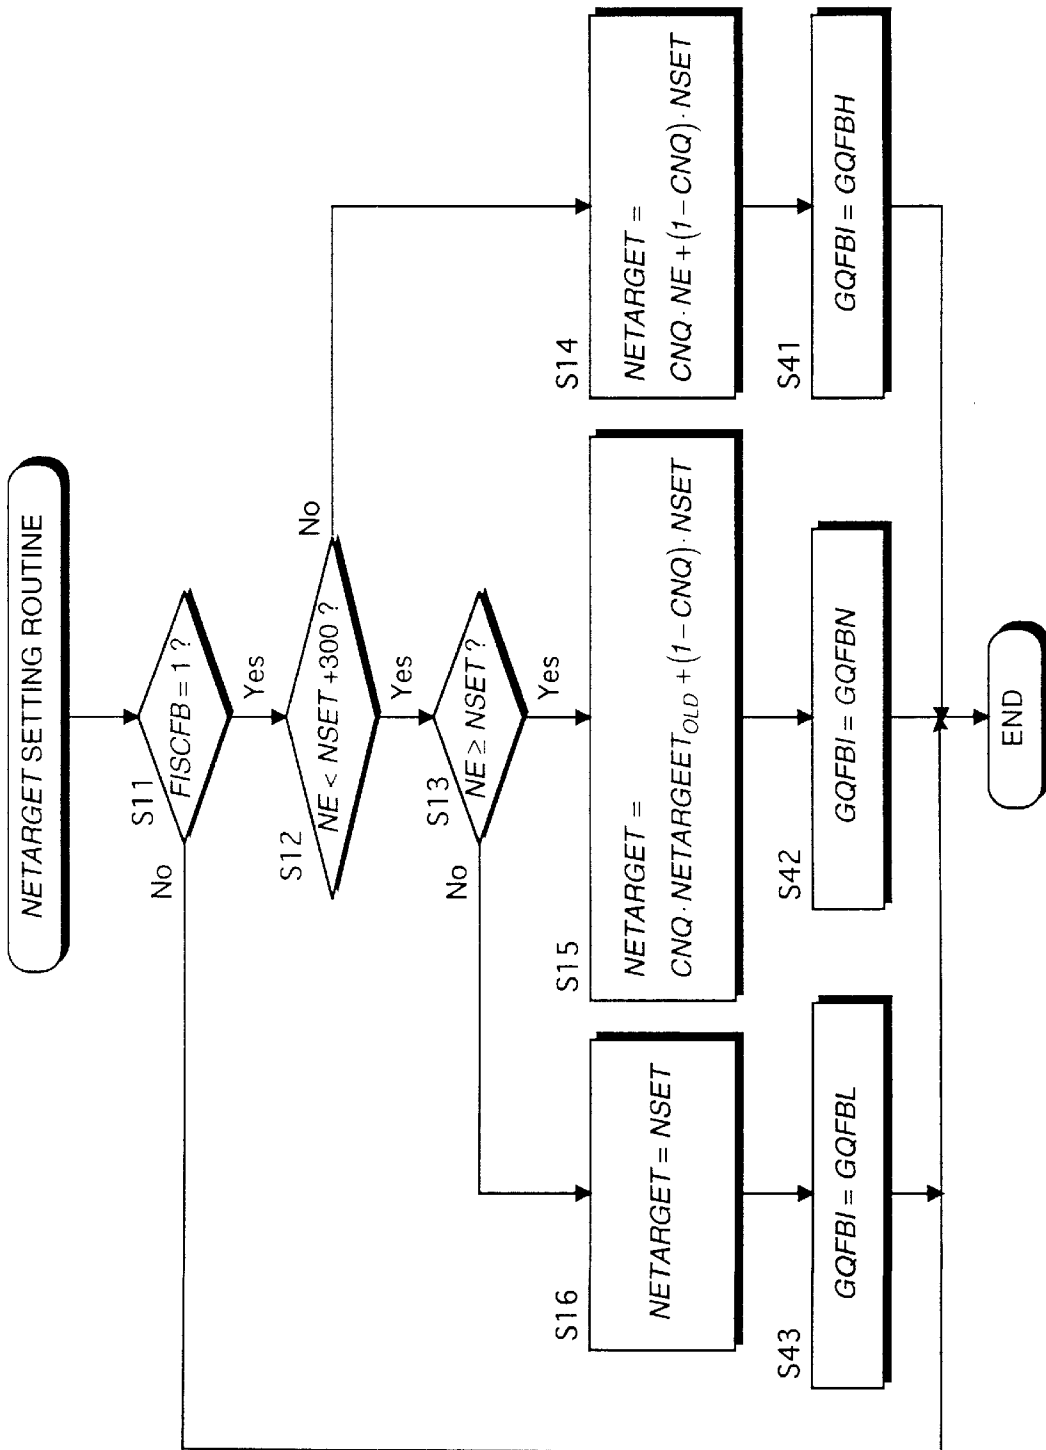 NETARGET SETTING ROUTINE
S11
FISCFB = 1 ?
No
Yes
S12
NE < NSET +300 ?
No
Yes
S13
NE ≥ NSET ?
No
Yes
S16
NETARGET = NSET
S15
NETARGET =
CNQ · NETARGEET OLD + (1 − CNQ) · NSET
S14
NETARGET =
CNQ · NE + (1 − CNQ) · NSET
S43
GQFBI = GQFBL
S42
GQFBI = GQFBN
S41
GQFBI = GQFBH
END